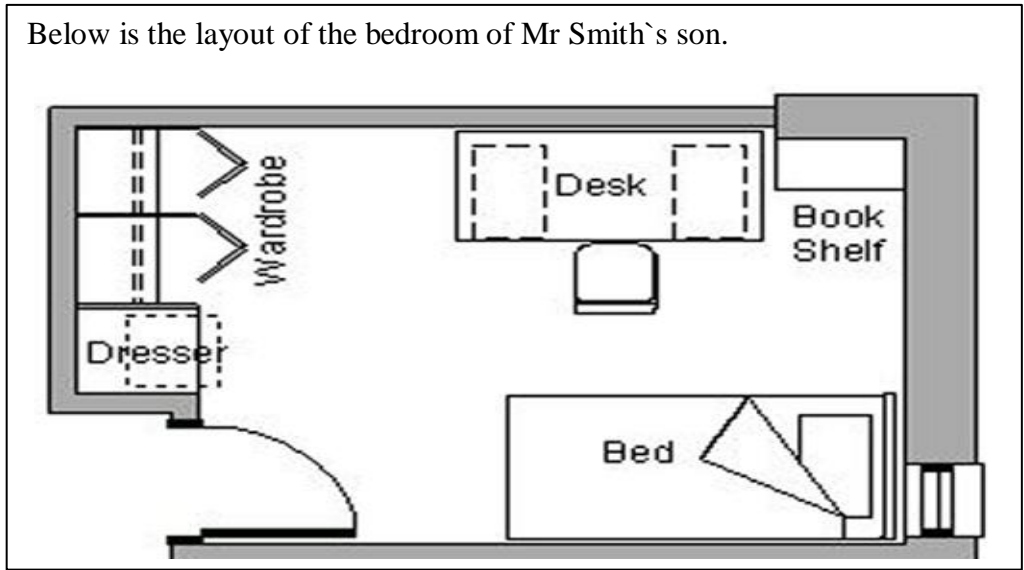 Below is the layout of the bedroom of Mr Smith`s son.
Wardrobe
Desk
Book
Shelf
Dresser
Bed